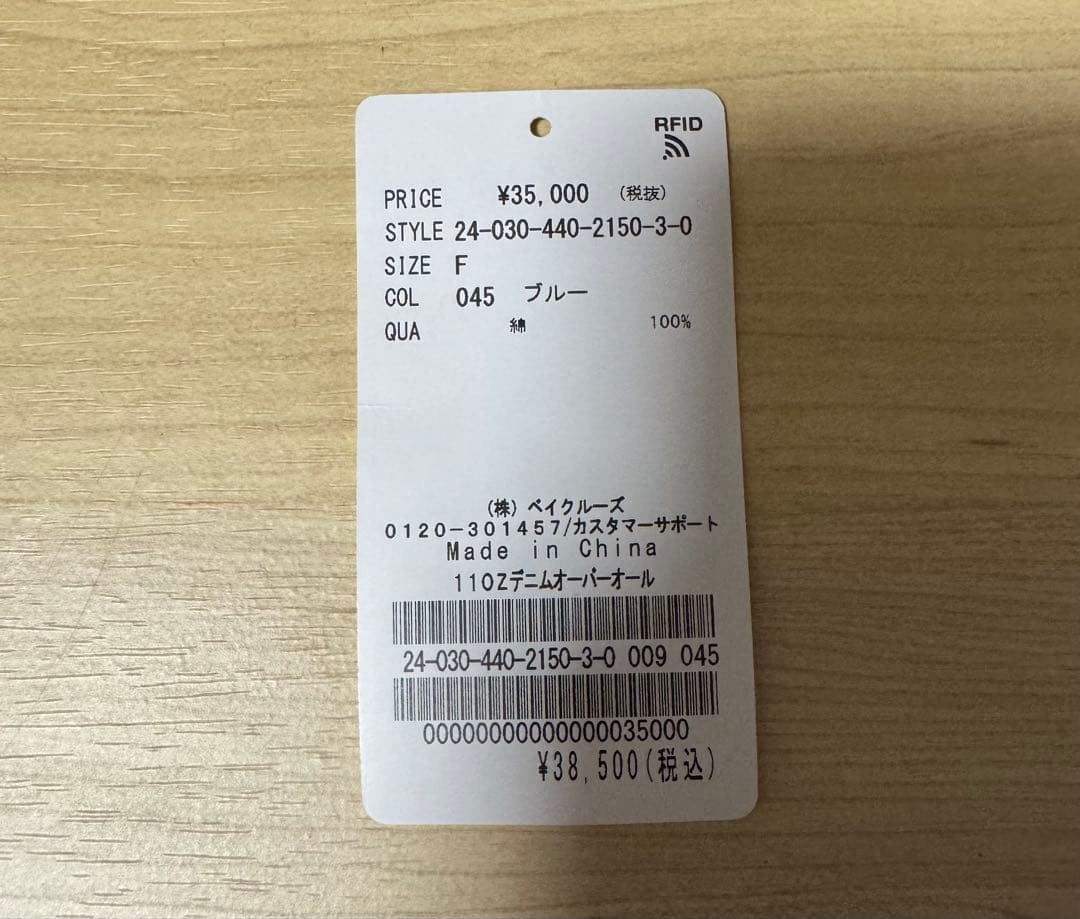 RFID
PRICE ¥35,000 (税抜)
STYLE 24-030-440-2150-3-0
SIZE F
COL 045 ブルー
QUA 綿 100%
(株) ベイクルーズ
0120-301457/カスタマーサポート
Made in China
11OZデニムオーバーオール
24-030-440-2150-3-0 009 045
00000000000000035000
¥38,500(税込)